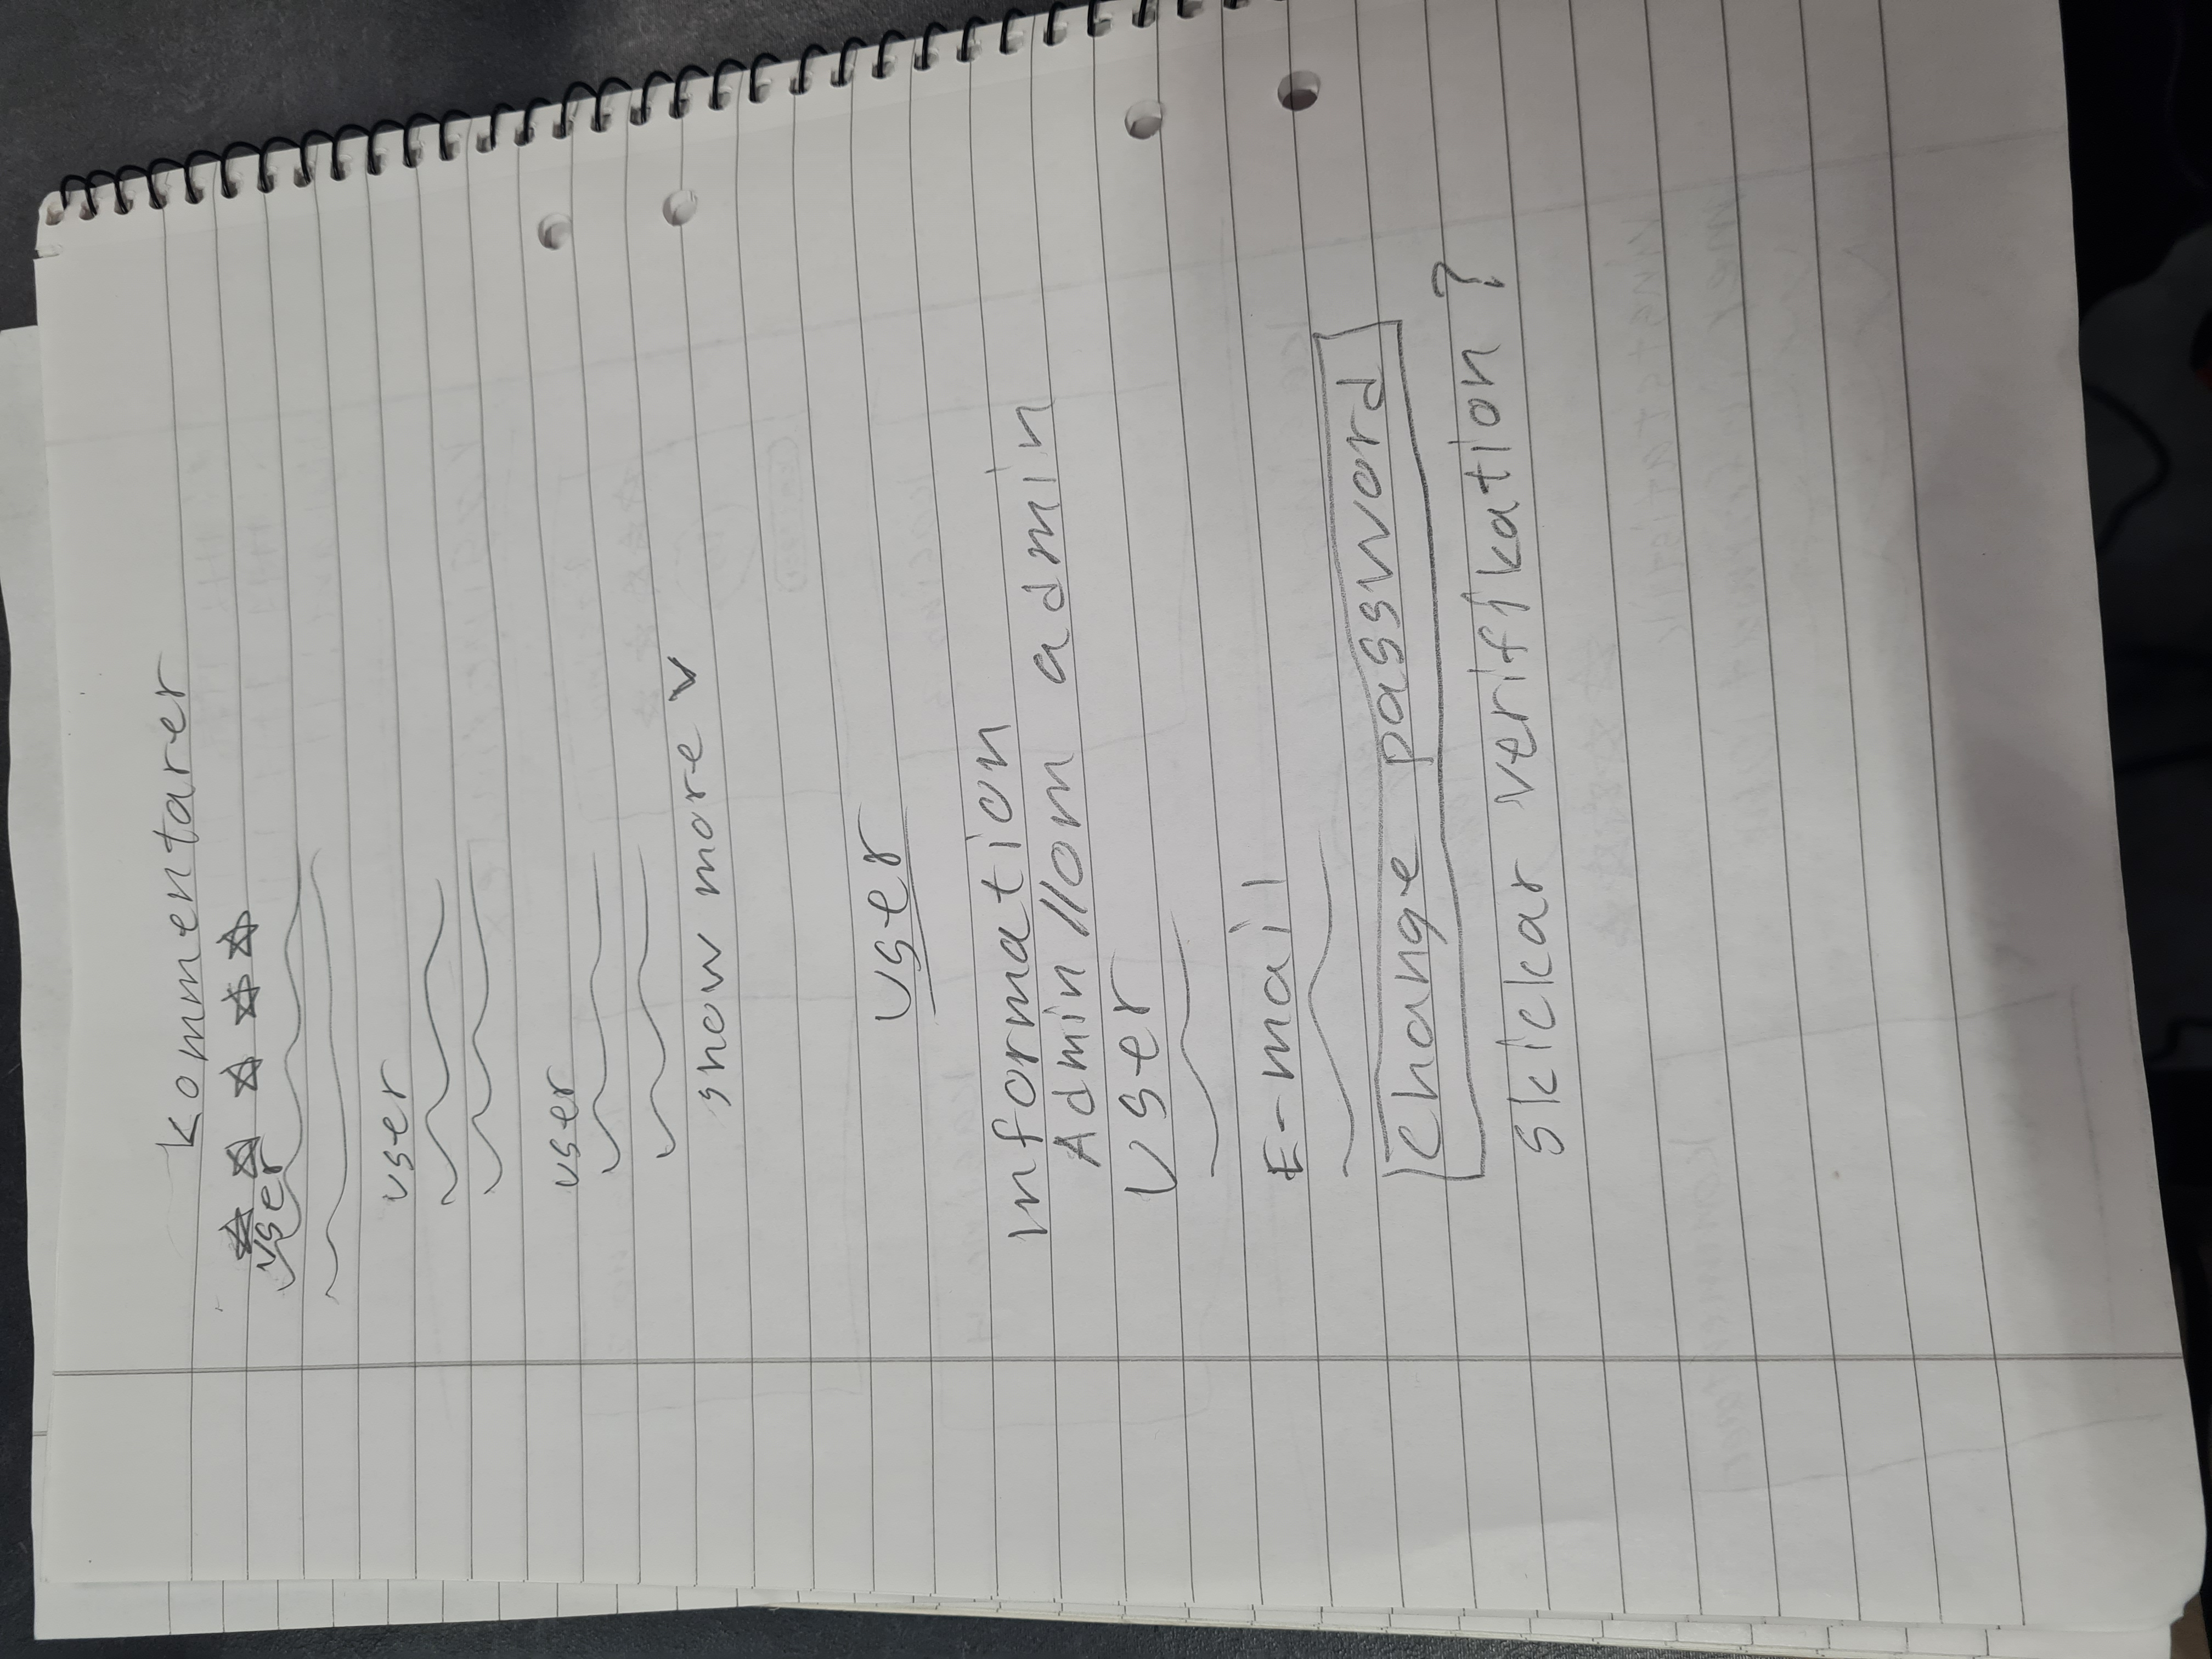 Kommentarer
☆ ☆ ☆ ☆ ☆
user
user
user
show more v
user
Information
Admin //om admin
User
E-mail
Change password
skickar verifikation?